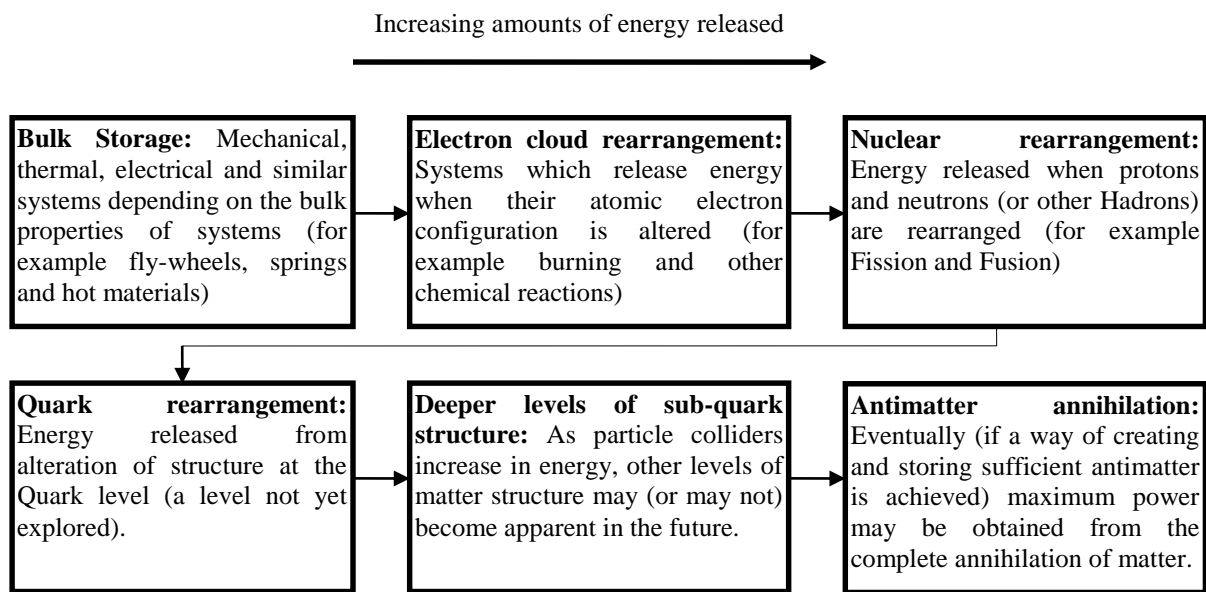 Increasing amounts of energy released
Bulk Storage: Mechanical,
thermal, electrical and similar
systems depending on the bulk
properties of systems (for
example fly-wheels, springs
and hot materials)
Electron cloud rearrangement:
Systems which release energy
when their atomic electron
configuration is altered (for
example burning and other
chemical reactions)
Nuclear rearrangement:
Energy released when protons
and neutrons (or other Hadrons)
are rearranged (for example
Fission and Fusion)
Quark rearrangement:
Energy released from
alteration of structure at the
Quark level (a level not yet
explored).
Deeper levels of sub-quark
structure: As particle colliders
increase in energy, other levels of
matter structure may (or may not)
become apparent in the future.
Antimatter annihilation:
Eventually (if a way of creating
and storing sufficient antimatter
is achieved) maximum power
may be obtained from the
complete annihilation of matter.